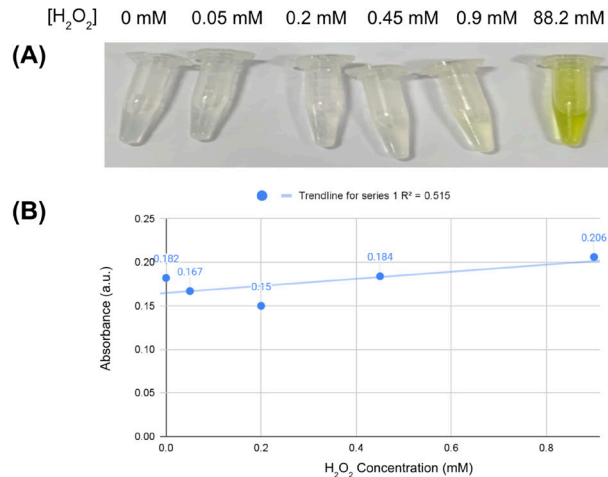 [H₂O₂] 0 mM 0.05 mM 0.2 mM 0.45 mM 0.9 mM 88.2 mM
(A)
(B)
Trendline for series 1 R² = 0.515
0.25
0.20
0.15
0.10
0.05
0.00
0.182
0.167
0.15
0.184
0.206
Absorbance (a.u.)
0.0 0.2 0.4 0.6 0.8
H₂O₂ Concentration (mM)